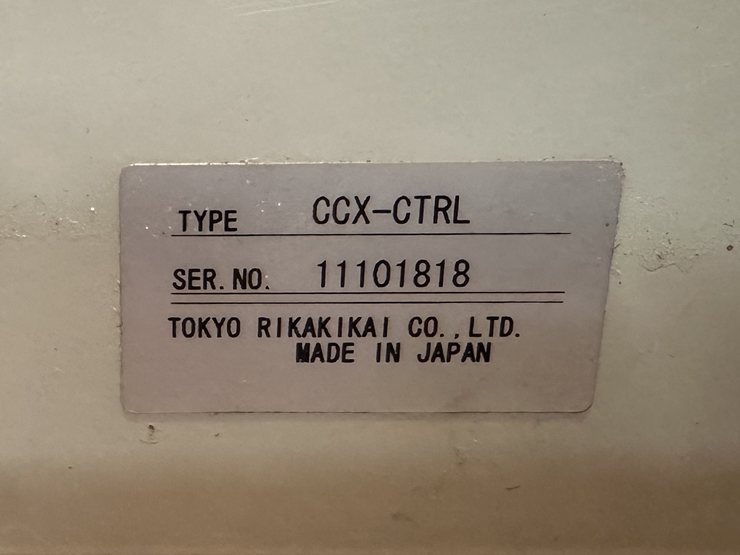 TYPE CCX-CTRL
SER. NO. 11101818
TOKYO RIKAKIKAI CO., LTD.
MADE IN JAPAN